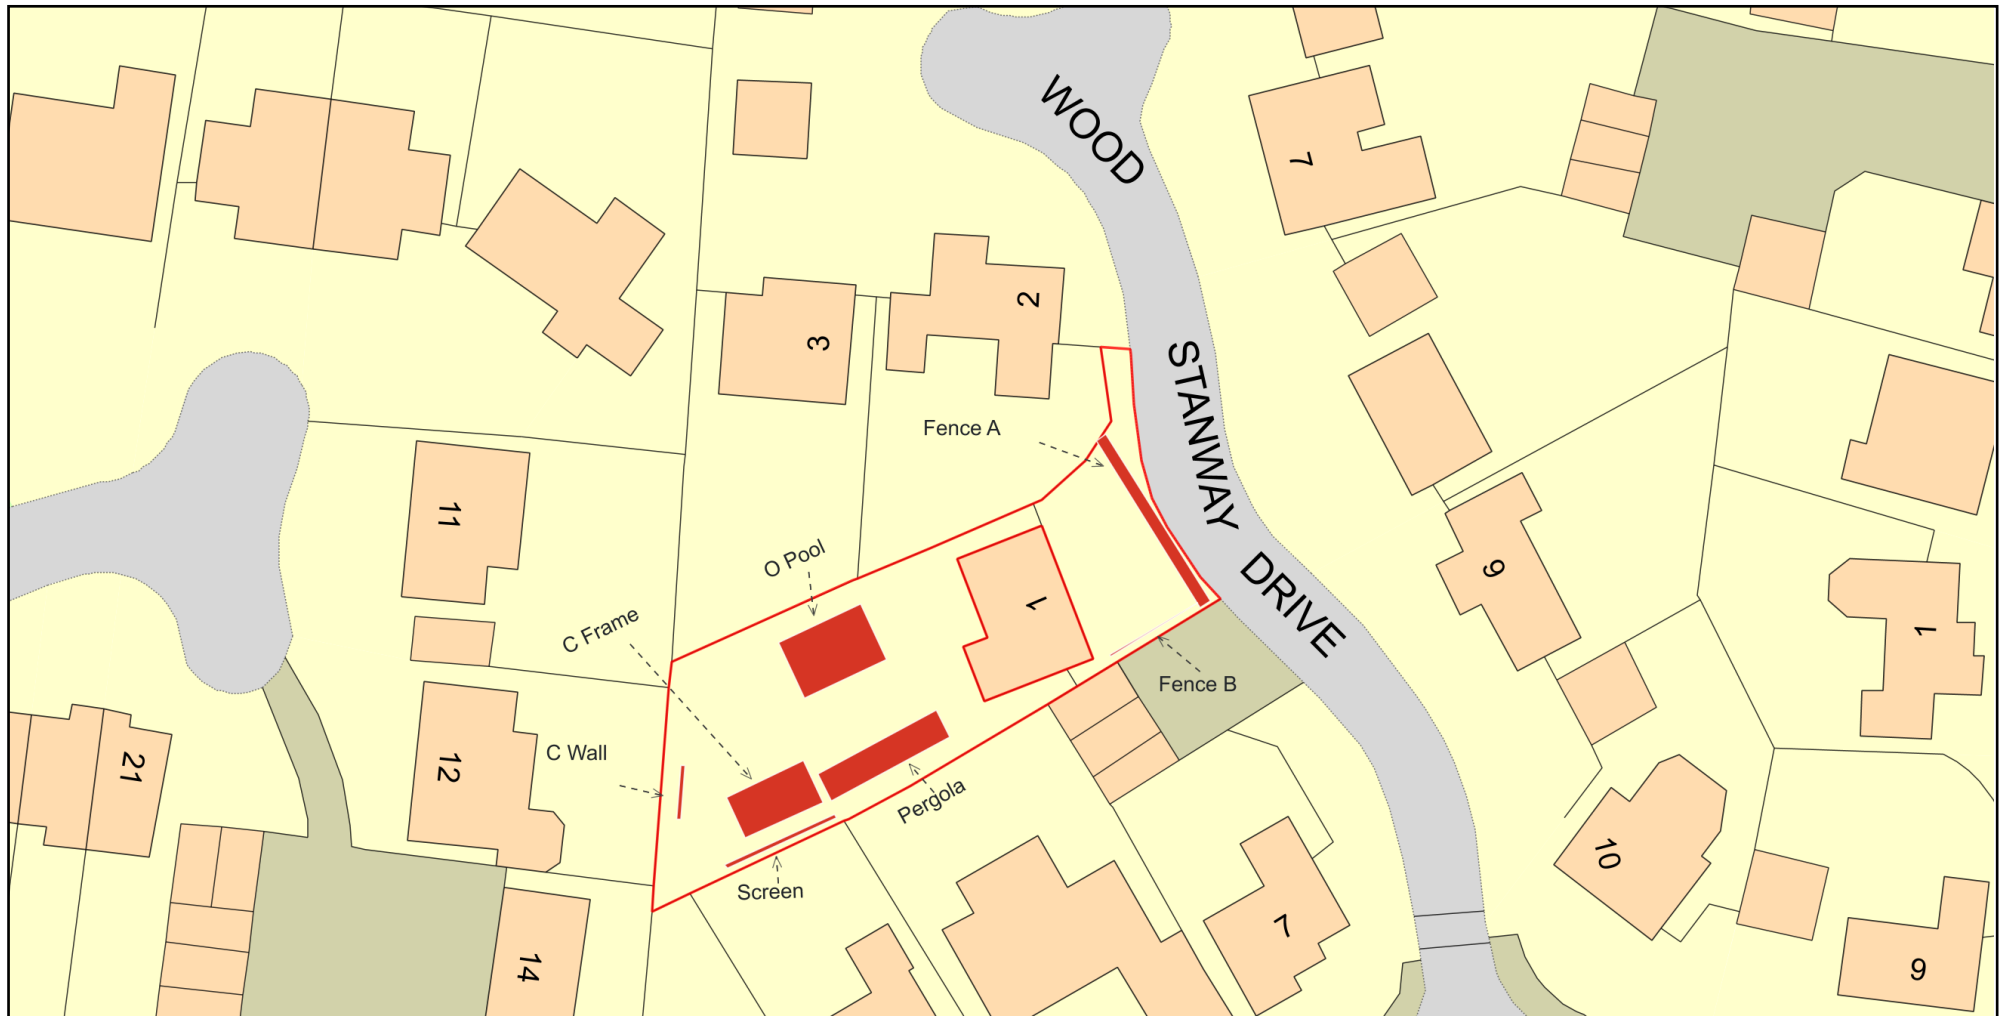 WOOD
STANWAY
DRIVE
7
2
3
Fence A
11
O Pool
9
C Frame
1
1
Fence B
C Wall
12
21
Pergola
10
Screen
7
14
9